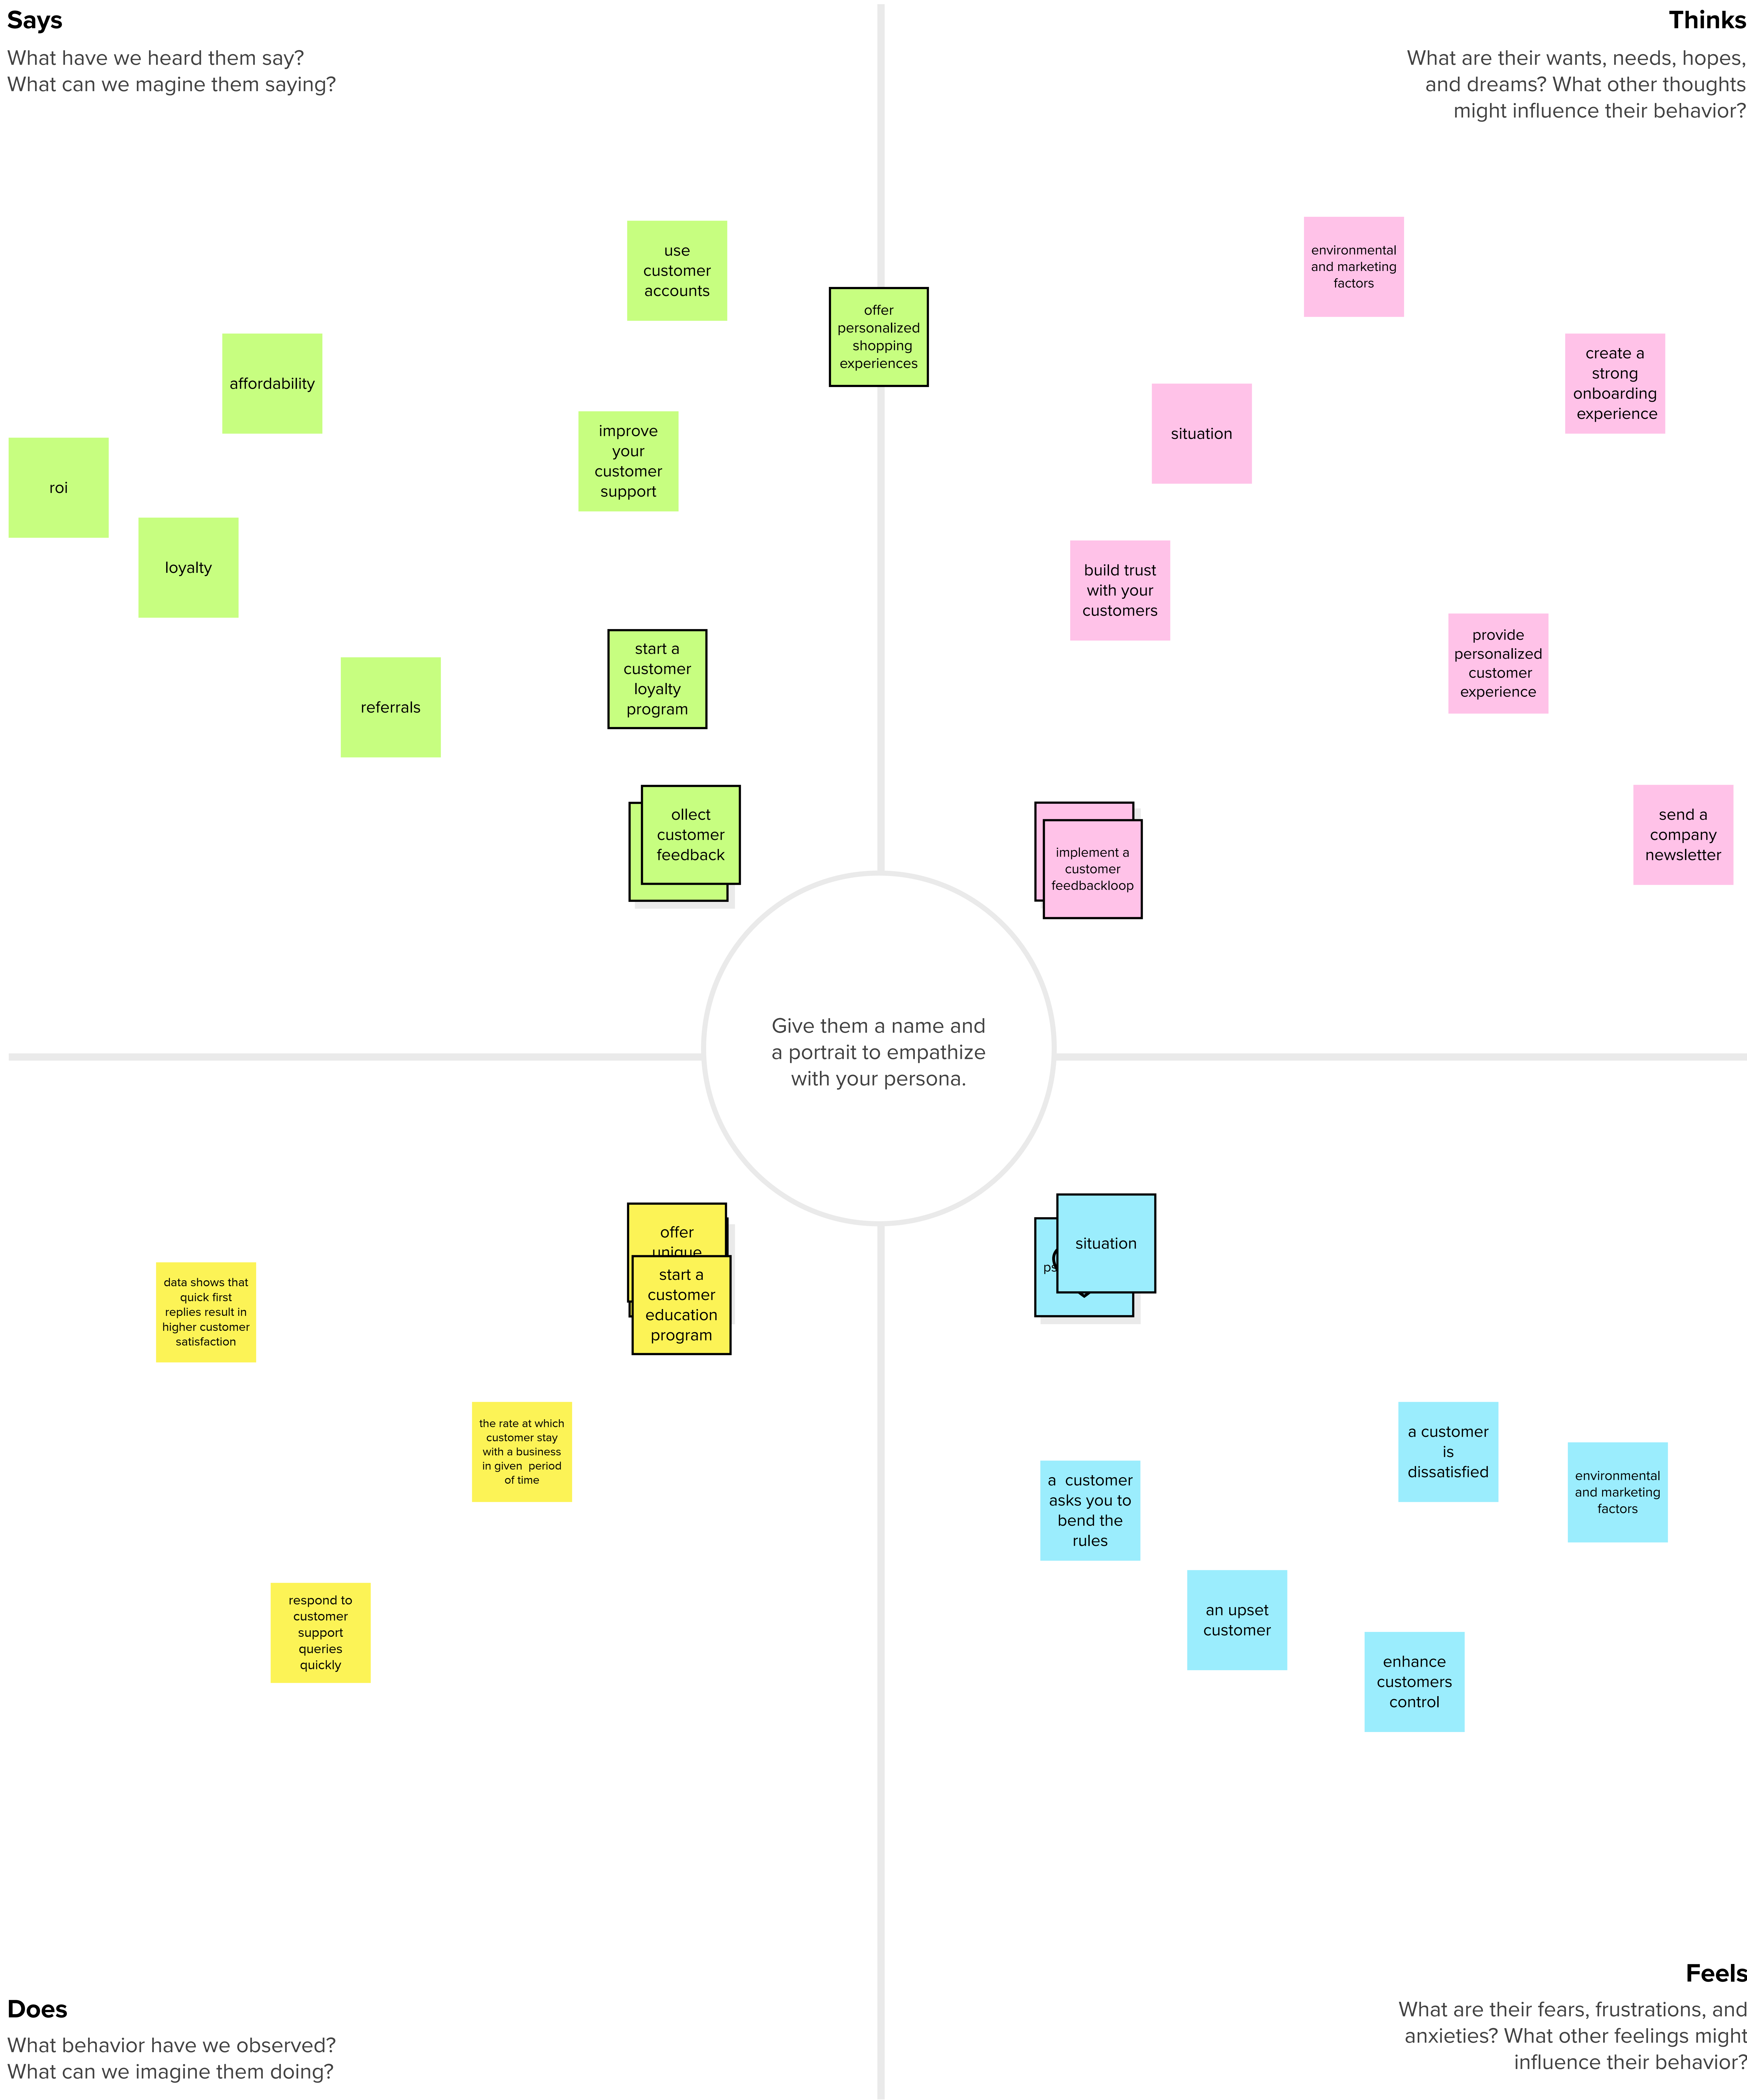 Says
What have we heard them say?
What can we magine them saying?
Thinks
What are their wants, needs, hopes,
and dreams? What other thoughts
might influence their behavior?
use
customer
accounts
offer
personalized
shopping
experiences
affordability
improve
your
customer
support
roi
loyalty
start a
customer
loyalty
program
referrals
ollect
customer
feedback
environmental
and marketing
factors
create a
strong
onboarding
experience
situation
build trust
with your
customers
provide
personalized
customer
experience
send a
company
newsletter
implement a
customer
feedbackloop
Give them a name and
a portrait to empathize
with your persona.
offer
unique
start a
customer
education
program
data shows that
quick first
replies result in
higher customer
satisfaction
the rate at which
customer stay
with a business
in given period
of time
respond to
customer
support
queries
quickly
situation
a customer
is
dissatisfied
environmental
and marketing
factors
a customer
asks you to
bend the
rules
an upset
customer
enhance
customers
control
Does
What behavior have we observed?
What can we imagine them doing?
Feels
What are their fears, frustrations, and
anxieties? What other feelings might
influence their behavior?